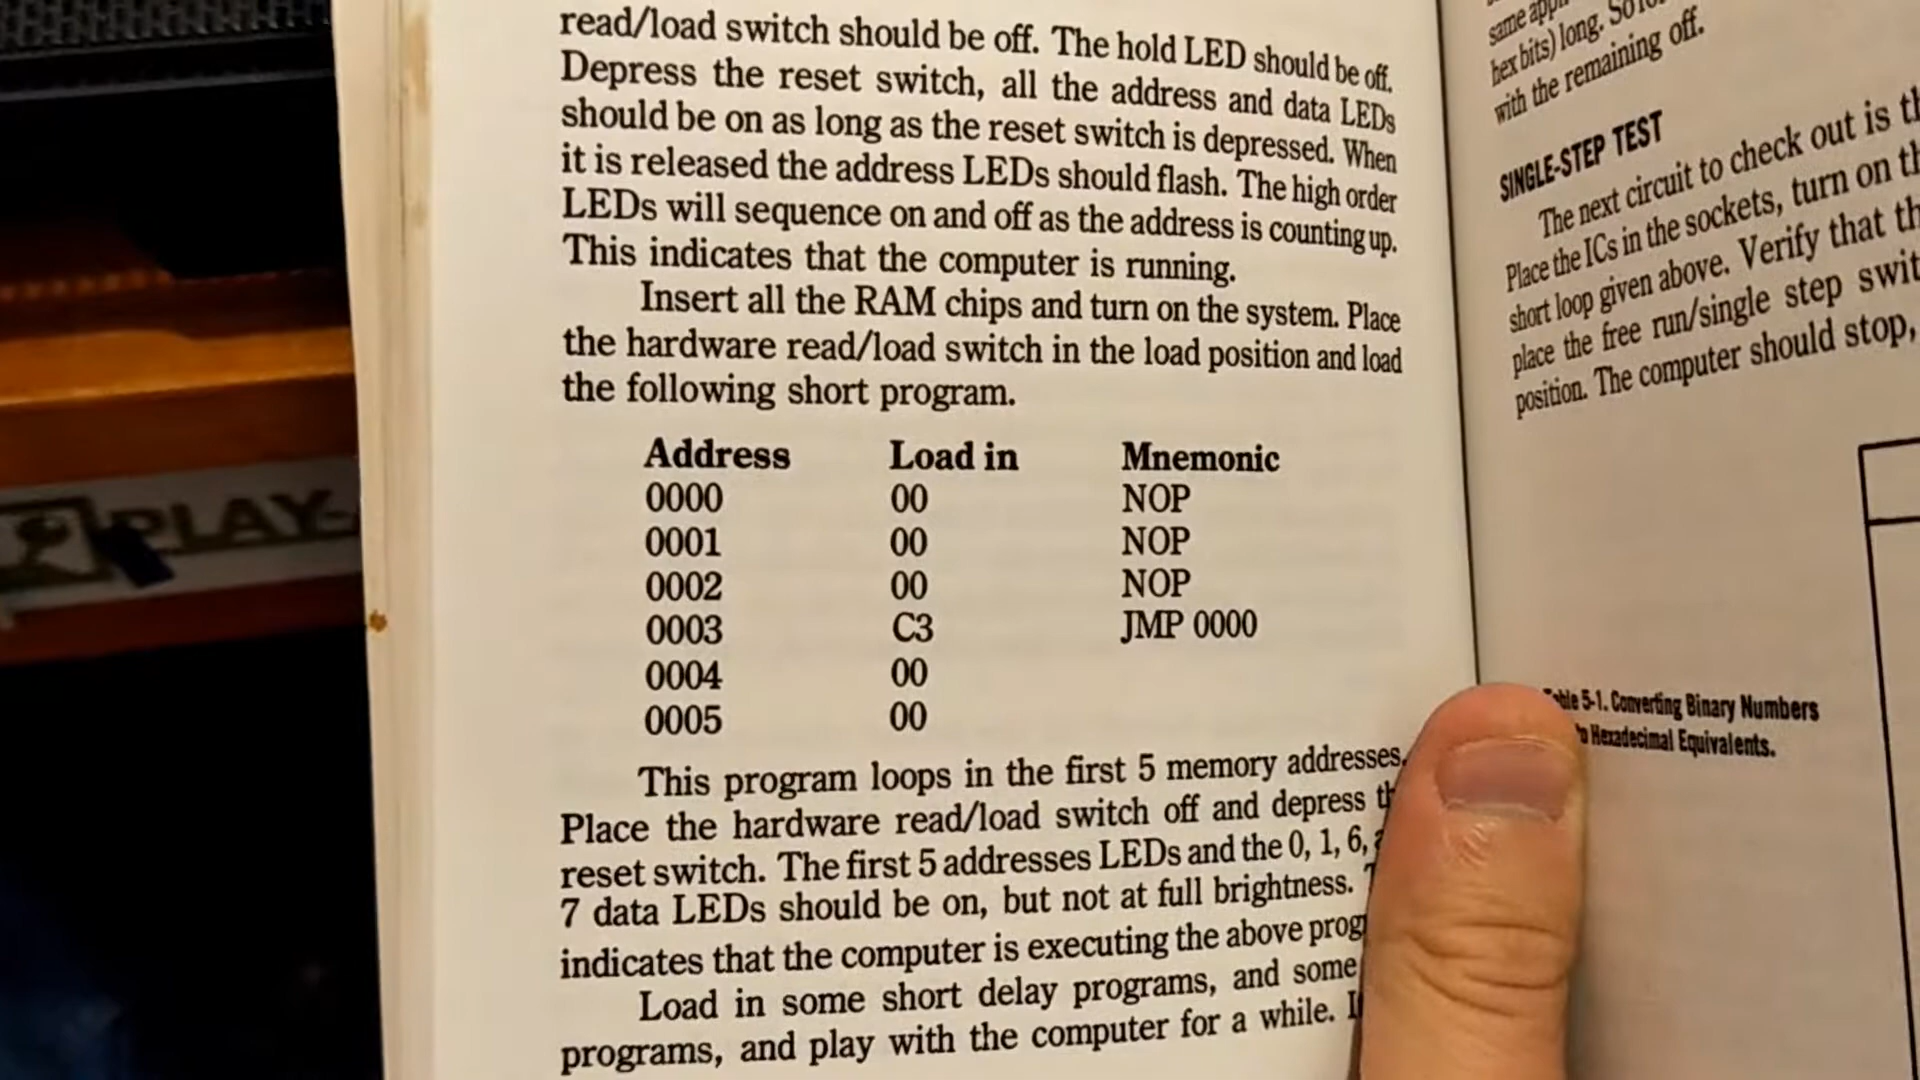 PLAY
read/load switch should be off. The hold LED should be off.
Depress the reset switch, all the address and data LEDs
should be on as long as the reset switch is depressed. When
it is released the address LEDs should flash. The high order
LEDs will sequence on and off as the address is counting up.
This indicates that the computer is running.
Insert all the RAM chips and turn on the system. Place
the hardware read/load switch in the load position and load
the following short program.
Address Load in Mnemonic
0000 00 NOP
0001 00 NOP
0002 00 NOP
0003 C3 JMP 0000
0004 00
0005 00
This program loops in the first 5 memory addresses.
Place the hardware read/load switch off and depress
reset switch. The first 5 addresses LEDs and the 0, 1, 6,
7 data LEDs should be on, but not at full brightness.
indicates that the computer is executing the above
Load in some short delay programs, and some
programs, and play with the computer for a while.
same
hex bits) long.
with the remaining off.
SINGLE-STEP TEST
The next circuit to check out is
Place the ICs in the sockets, turn on
short loop given above. Verify that
place the free run/single step
position. The computer should stop,
5-1. Converting Binary Numbers
Hexadecimal Equivalents.